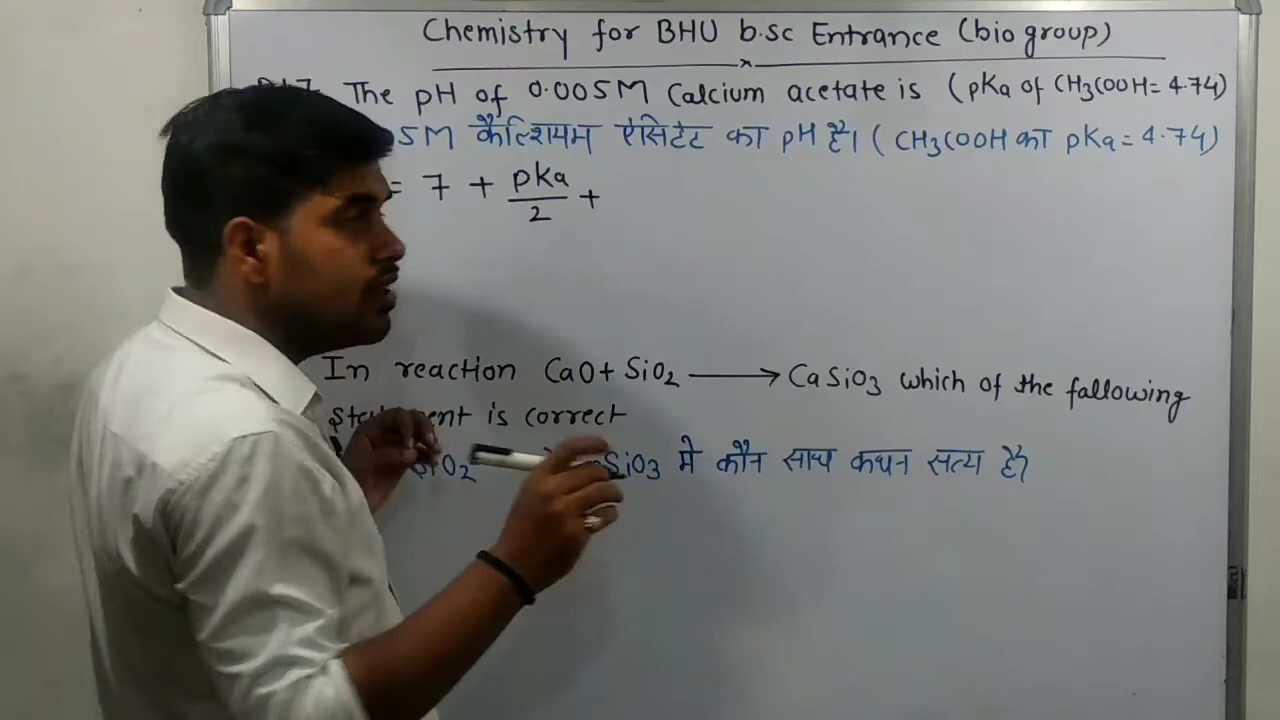 Chemistry for BHU b.sc Entrance (bio group)
The pH of 0.005M Calcium acetate is (pKa of CH3COOH = 4.74)
5M कैल्शियम ऐसिटेट का pH है। ( CH3COOH का pKa = 4.74)
= 7 + pKa/2 +
In reaction CaO + SiO2 ⟶ CaSiO3 which of the fallowing
is correct
SiO2 SiO3 मे कौन साच कथन सत्य है